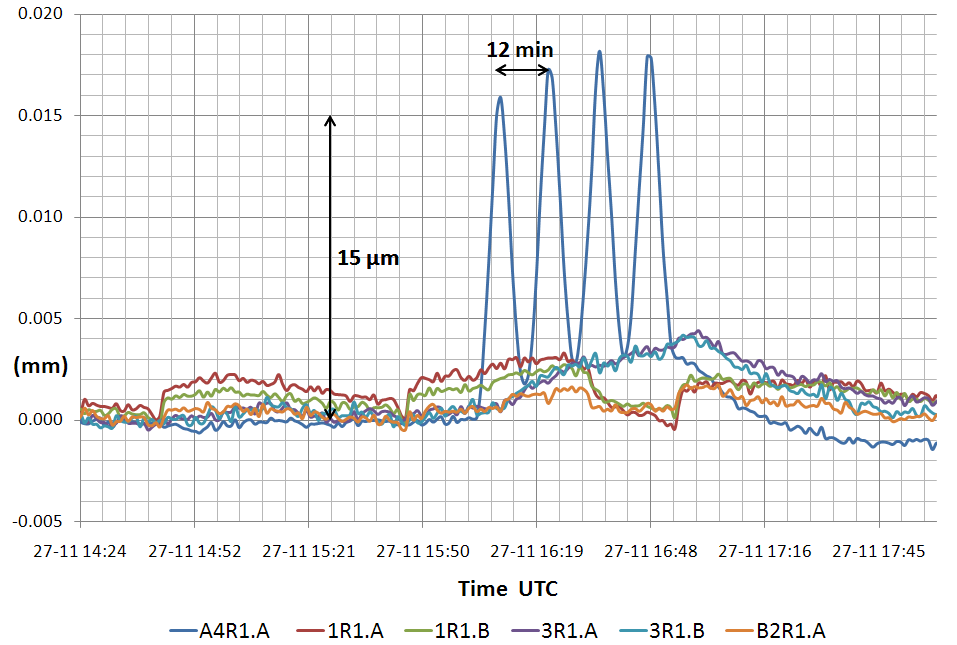 0.020
12 min
0.015
0.010
15 µm
0.005
(mm)
0.000
-0.005
27-11 14:24 27-11 14:52 27-11 15:21 27-11 15:50 27-11 16:19 27-11 16:48 27-11 17:16 27-11 17:45
Time UTC
A4R1.A 1R1.A 1R1.B 3R1.A 3R1.B B2R1.A